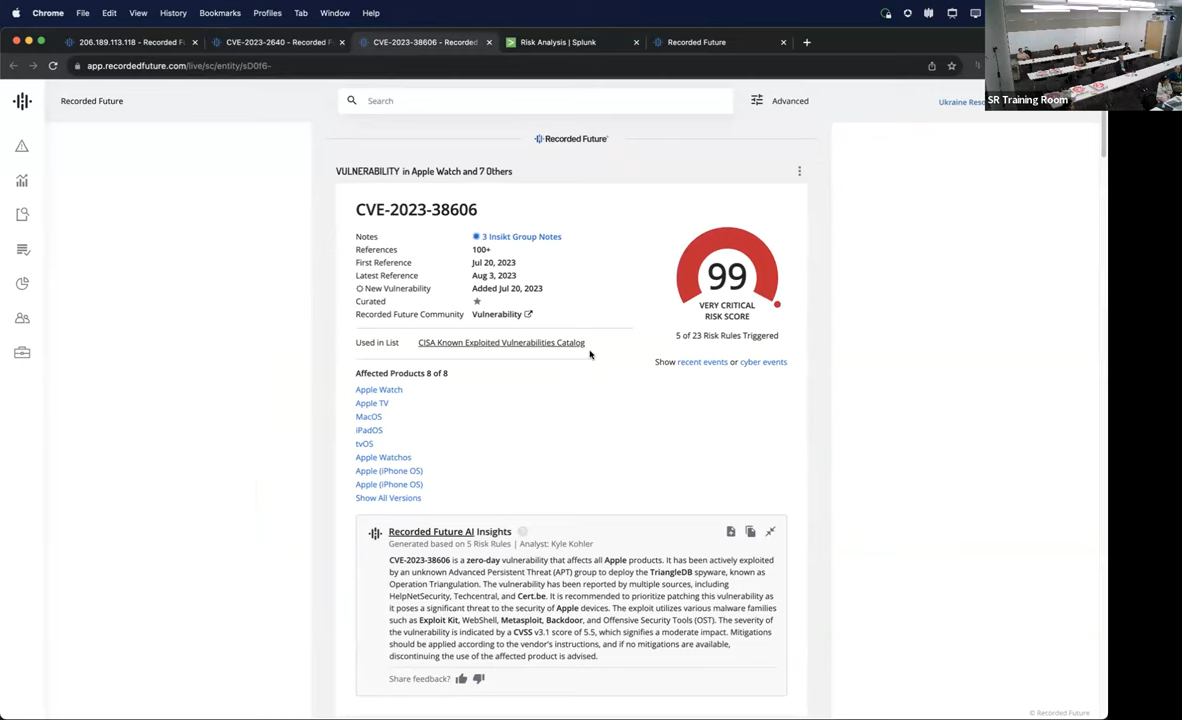 Chrome File Edit View History Bookmarks Profiles Tab Window Help
206.189.113.118 - Recorded F
CVE-2023-2640 - Recorded F
CVE-2023-38606 - Recorded
Risk Analysis | Splunk
Recorded Future
app.recordedfuture.com/live/sc/entity/sD0f6-
SR Training Room
Recorded Future
Search
Advanced
Ukraine Reso
Recorded Future
VULNERABILITY in Apple Watch and 7 Others
CVE-2023-38606
Notes 3 Insikt Group Notes
References 100+
First Reference Jul 20, 2023
Latest Reference Aug 3, 2023
New Vulnerability Added Jul 20, 2023
Curated
Recorded Future Community Vulnerability
99
VERY CRITICAL
RISK SCORE
5 of 23 Risk Rules Triggered
Show recent events or cyber events
Used in List CISA Known Exploited Vulnerabilities Catalog
Affected Products 8 of 8
Apple Watch
Apple TV
MacOS
iPadOS
tvOS
Apple Watchos
Apple (iPhone OS)
Apple (iPhone OS)
Show All Versions
Recorded Future AI Insights
Generated based on 5 Risk Rules | Analyst: Kyle Kohler
CVE-2023-38606 is a zero-day vulnerability that affects all Apple products. It has been actively exploited
by an unknown Advanced Persistent Threat (APT) group to deploy the TriangleDB spyware, known as
Operation Triangulation. The vulnerability has been reported by multiple sources, including
HelpNetSecurity, Techcentral, and Cert.be. It is recommended to prioritize patching this vulnerability as
it poses a significant threat to the security of Apple devices. The exploit utilizes various malware families
such as Exploit Kit, WebShell, Metasploit, Backdoor, and Offensive Security Tools (OST). The severity of
the vulnerability is indicated by a CVSS v3.1 score of 5.5, which signifies a moderate impact. Mitigations
should be applied according to the vendor's instructions, and if no mitigations are available,
discontinuing the use of the affected product is advised.
Share feedback?
© Recorded Future